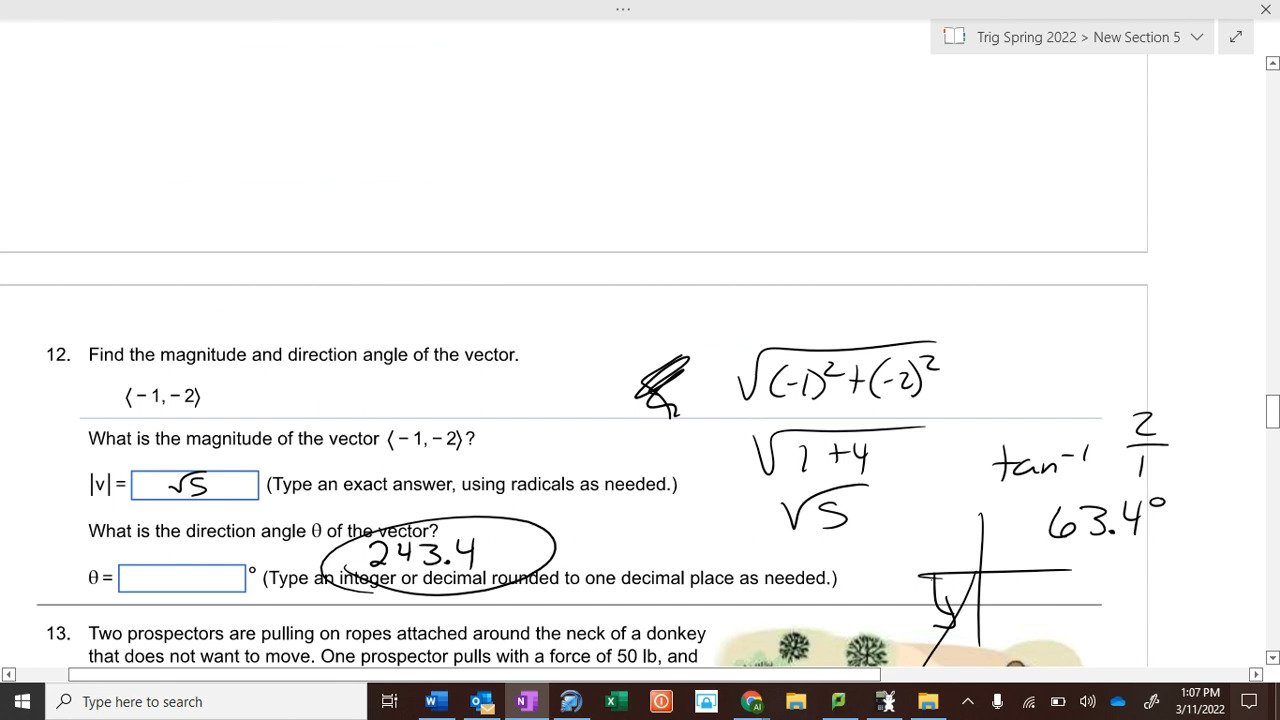 Trig Spring 2022 > New Section 5
12. Find the magnitude and direction angle of the vector.
⟨ − 1, − 2⟩
√(-1)² + (-2)²
What is the magnitude of the vector ⟨ − 1, − 2⟩?
√1 + 4
tan⁻¹ 2/1
|v| = √5 (Type an exact answer, using radicals as needed.)
√5
63.4°
What is the direction angle θ of the vector?
243.4
θ = ° (Type an integer or decimal rounded to one decimal place as needed.)
13. Two prospectors are pulling on ropes attached around the neck of a donkey
that does not want to move. One prospector pulls with a force of 50 lb, and
Type here to search
1:07 PM
3/11/2022